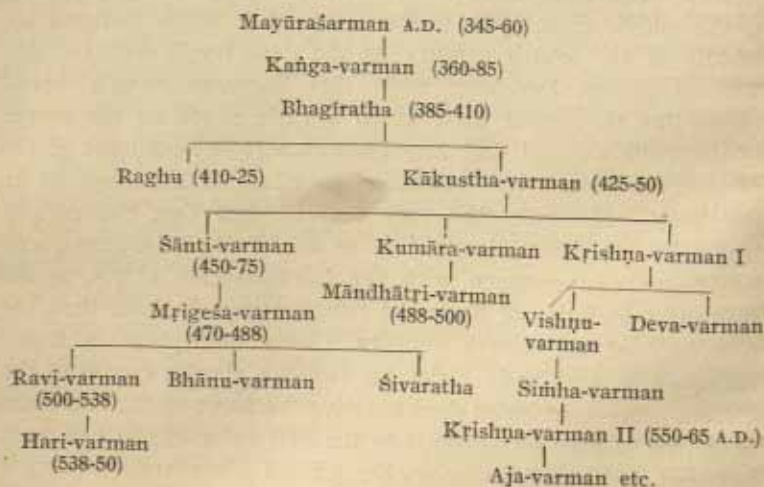 Mayūraśarman A.D. (345-60)
Kaṅga-varman (360-85)
Bhagiratha (385-410)
Raghu (410-25) Kākustha-varman (425-50)
Śānti-varman Kumāra-varman Kṛishṇa-varman I
(450-75)
Mṛigeśa-varman Māndhātṛi-varman Vishṇu- Deva-varman
(470-488) (488-500) varman
Ravi-varman Bhānu-varman Śivaratha Siṁha-varman
(500-538)
Hari-varman Kṛishṇa-varman II (550-65 A.D.)
(538-50)
Aja-varman etc.